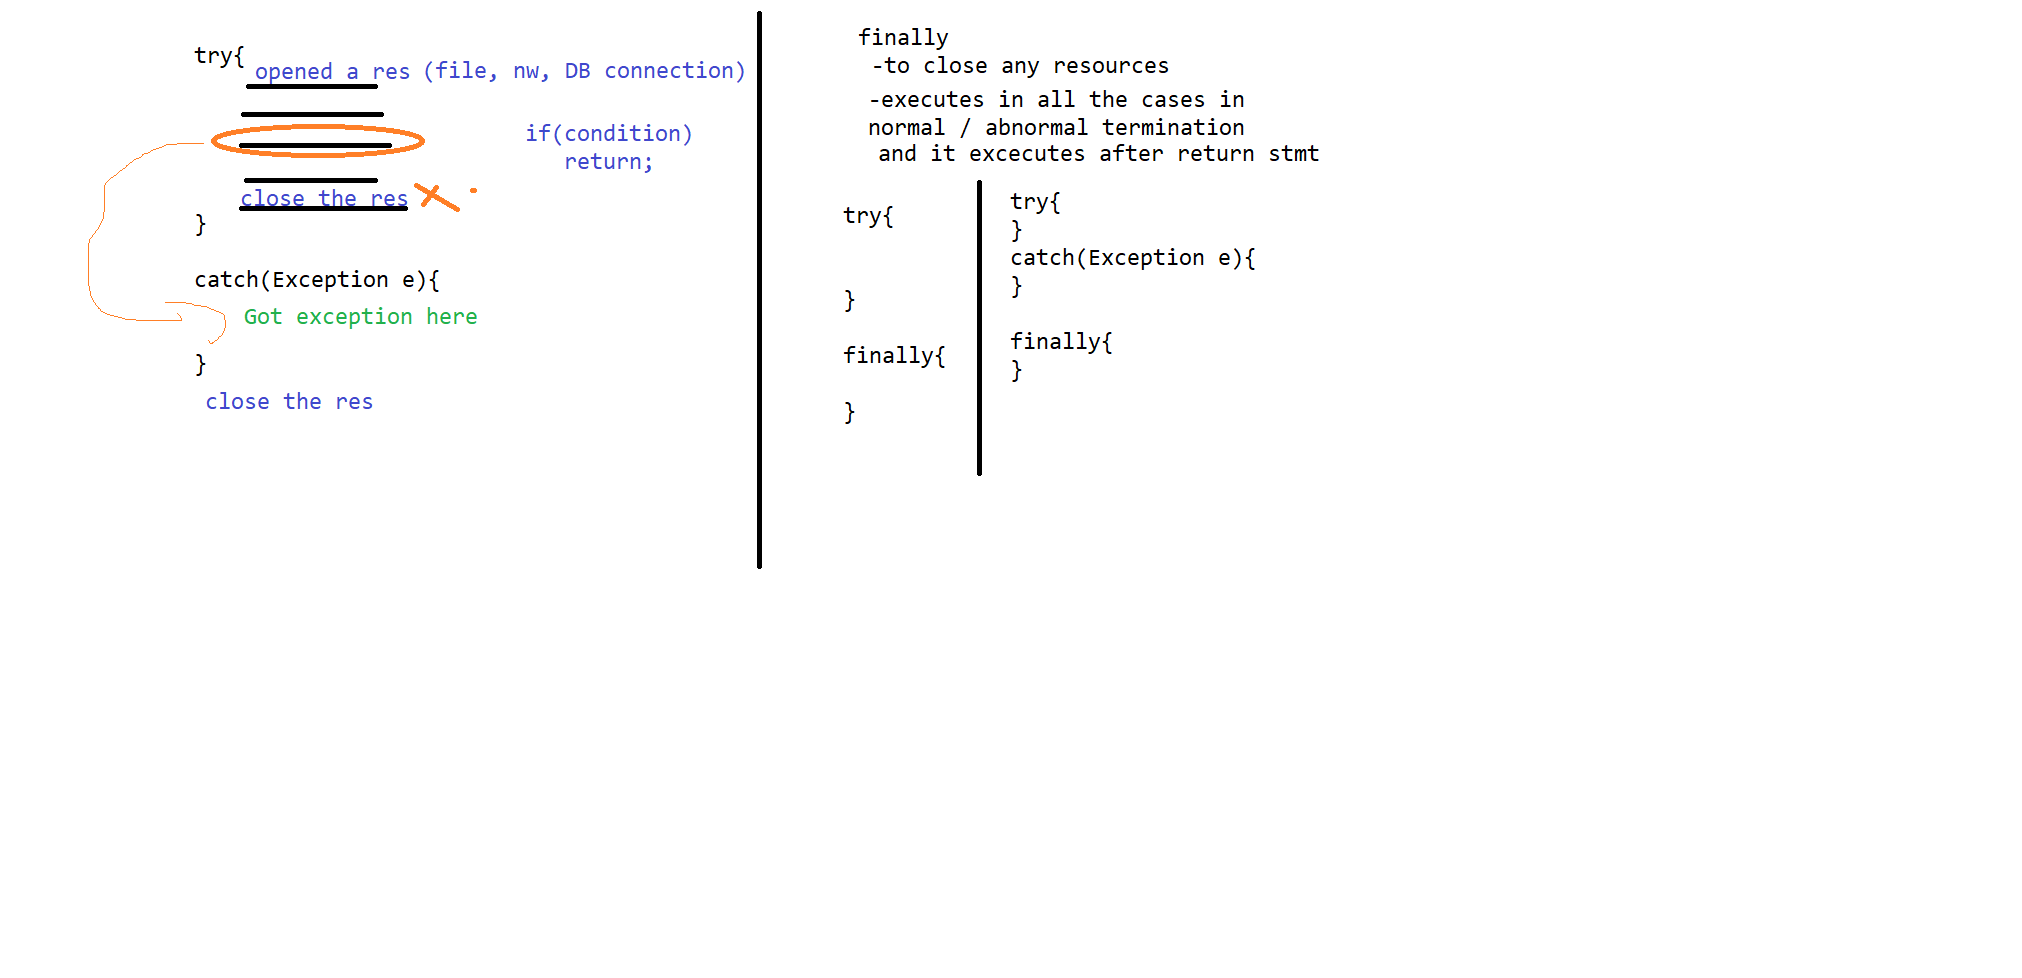 try{
opened a res (file, nw, DB connection)
if(condition)
return;
close the res
}
catch(Exception e){
Got exception here
}
close the res
finally
-to close any resources
-executes in all the cases in
normal / abnormal termination
and it excecutes after return stmt
try{
}
finally{
}
try{
}
catch(Exception e){
}
finally{
}